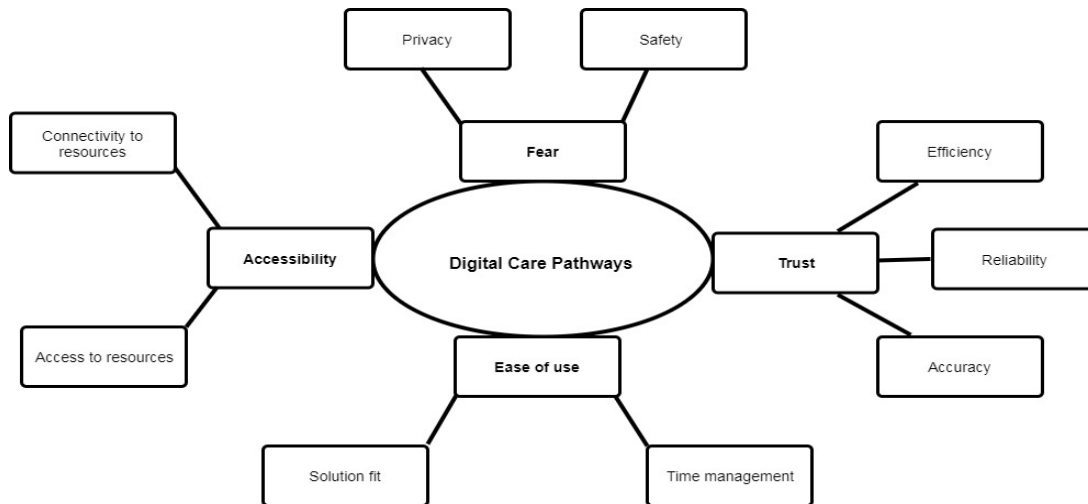 Privacy
Safety
Connectivity to
resources
Fear
Efficiency
Accessibility
Digital Care Pathways
Trust
Reliability
Access to resources
Ease of use
Accuracy
Solution fit
Time management